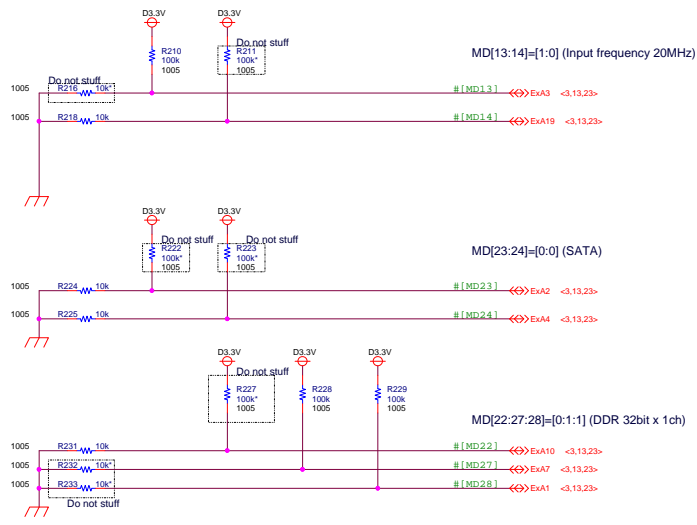 D3.3V D3.3V
Do not stuff
R210 R211
100k 100k*
1005 1005
MD[13:14]=[1:0] (Input frequency 20MHz)
Do not stuff
1005 R216 10k* #[MD13] ExA3 <3,13,23>
1005 R218 10k #[MD14] ExA19 <3,13,23>
D3.3V D3.3V
Do not stuff Do not stuff
R222 R223
100k* 100k*
1005 1005
MD[23:24]=[0:0] (SATA)
1005 R224 10k #[MD23] ExA2 <3,13,23>
1005 R225 10k #[MD24] ExA4 <3,13,23>
D3.3V D3.3V D3.3V
Do not stuff
R227 R228 R229
100k* 100k 100k
1005 1005 1005
MD[22:27:28]=[0:1:1] (DDR 32bit x 1ch)
1005 R231 10k #[MD22] ExA10 <3,13,23>
1005 R232 10k* #[MD27] ExA7 <3,13,23>
1005 R233 10k* #[MD28] ExA1 <3,13,23>
Do not stuff